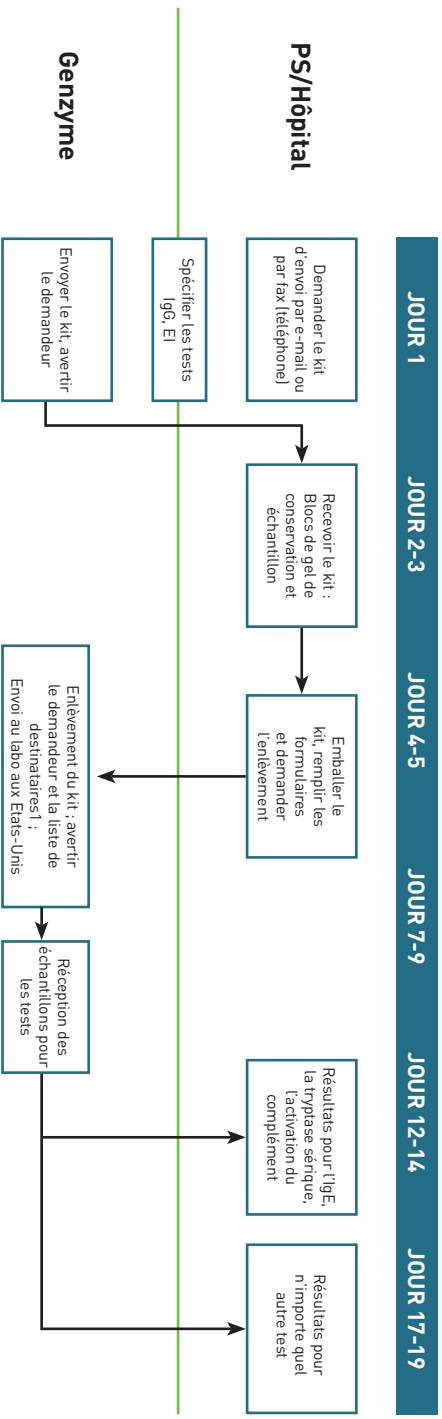 JOUR 1
JOUR 2-3
JOUR 4-5
JOUR 7-9
JOUR 12-14
JOUR 17-19
PS/Hôpital
Demander le kit
d'envoi par e-mail ou
par fax (téléphone)
Recevoir le kit :
Blocs de gel de
conservation et
échantillon
Emballer le
kit, remplir les
formulaires
et demander
l'enlèvement
Résultats pour l'IgE,
la tryptase sérique,
l'activation du
complément
Résultats pour
n'importe quel
autre test
Spécifier les tests
IgG, EI
Genzyme
Envoyer le kit, avertir
le demandeur
Enlèvement du kit ; avertir
le demandeur et la liste de
destinataires1 ;
Envoi au labo aux Etats-Unis
Réception des
échantillons pour
les tests